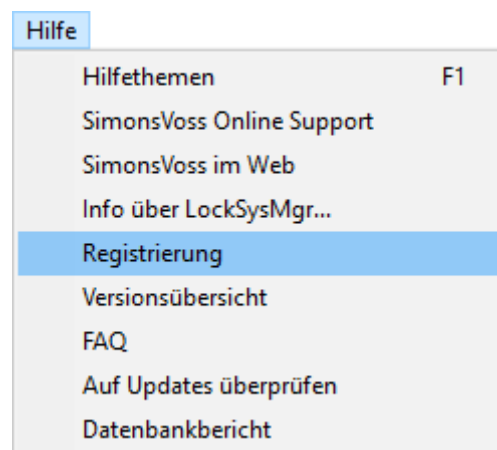 Hilfe
Hilfethemen F1
SimonsVoss Online Support
SimonsVoss im Web
Info über LockSysMgr...
Registrierung
Versionsübersicht
FAQ
Auf Updates überprüfen
Datenbankbericht